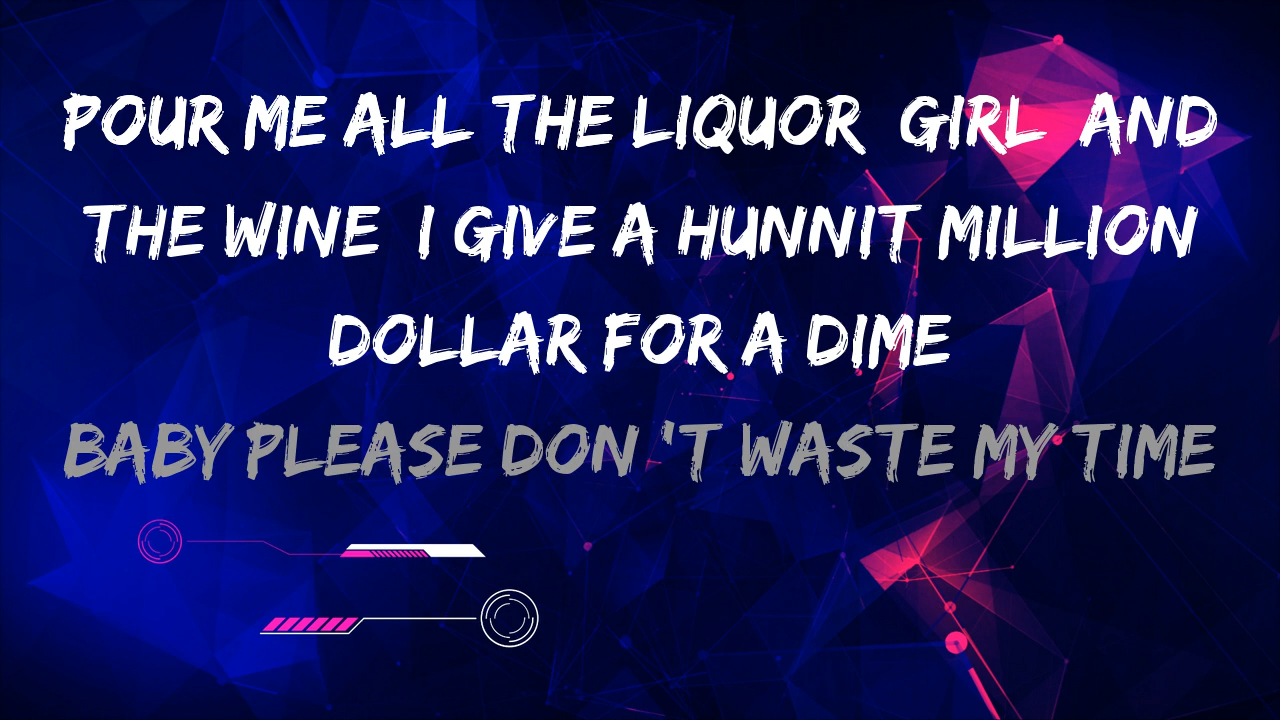 POUR ME ALL THE LIQUOR GIRL AND
THE WINE I GIVE A HUNNIT MILLION
DOLLAR FOR A DIME
BABY PLEASE DON 'T WASTE MY TIME